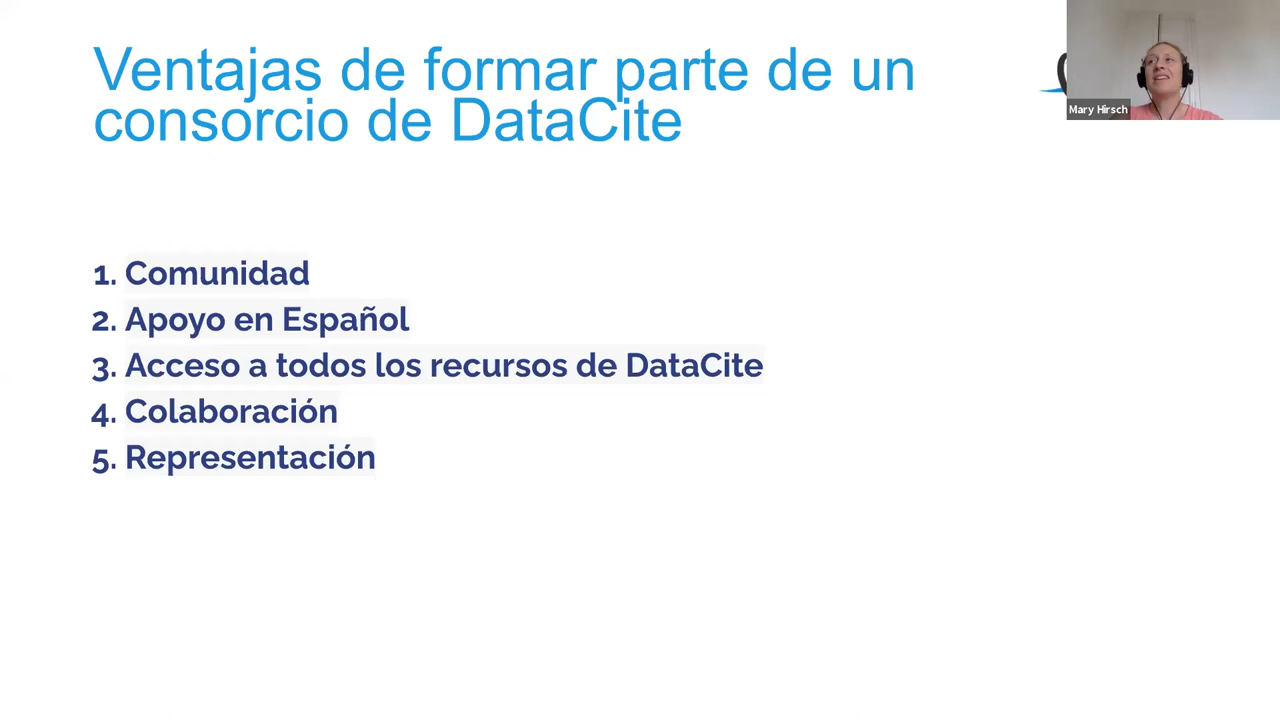 Ventajas de formar parte de un
consorcio de DataCite
Mary Hirsch
1. Comunidad
2. Apoyo en Español
3. Acceso a todos los recursos de DataCite
4. Colaboración
5. Representación